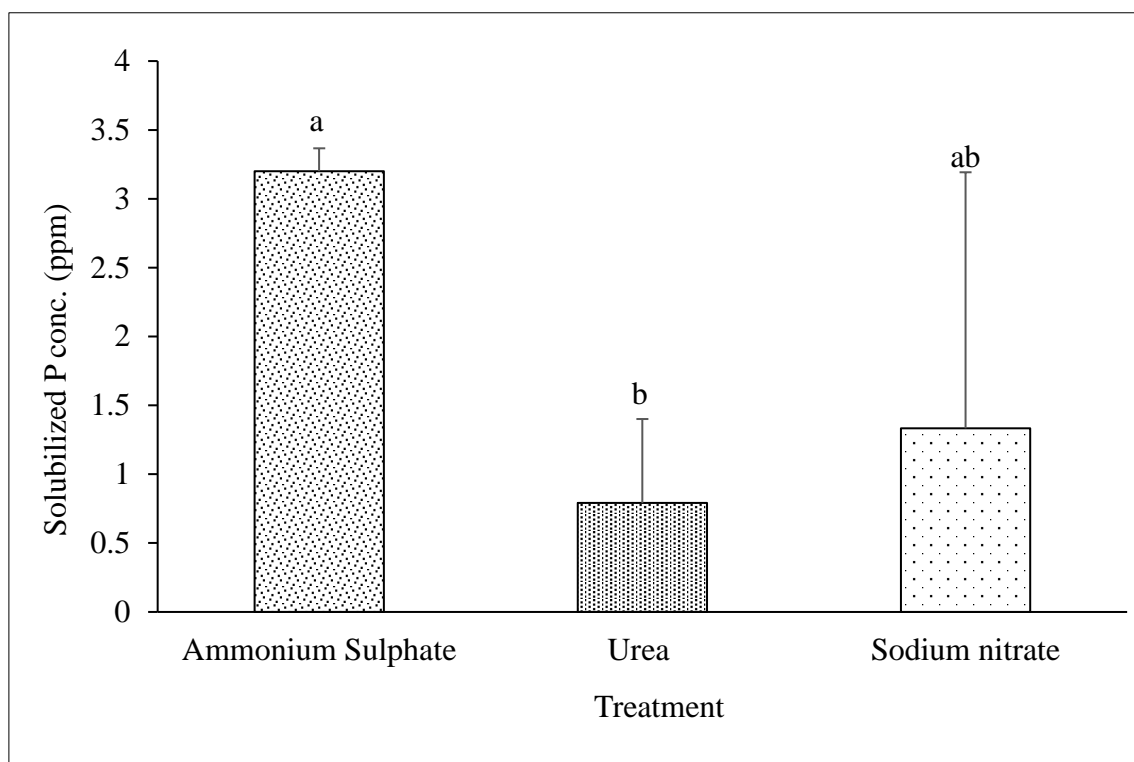 4
3.5
3
2.5
2
1.5
1
0.5
0
Solubilized P conc. (ppm)
a
b
ab
Ammonium Sulphate
Urea
Sodium nitrate
Treatment